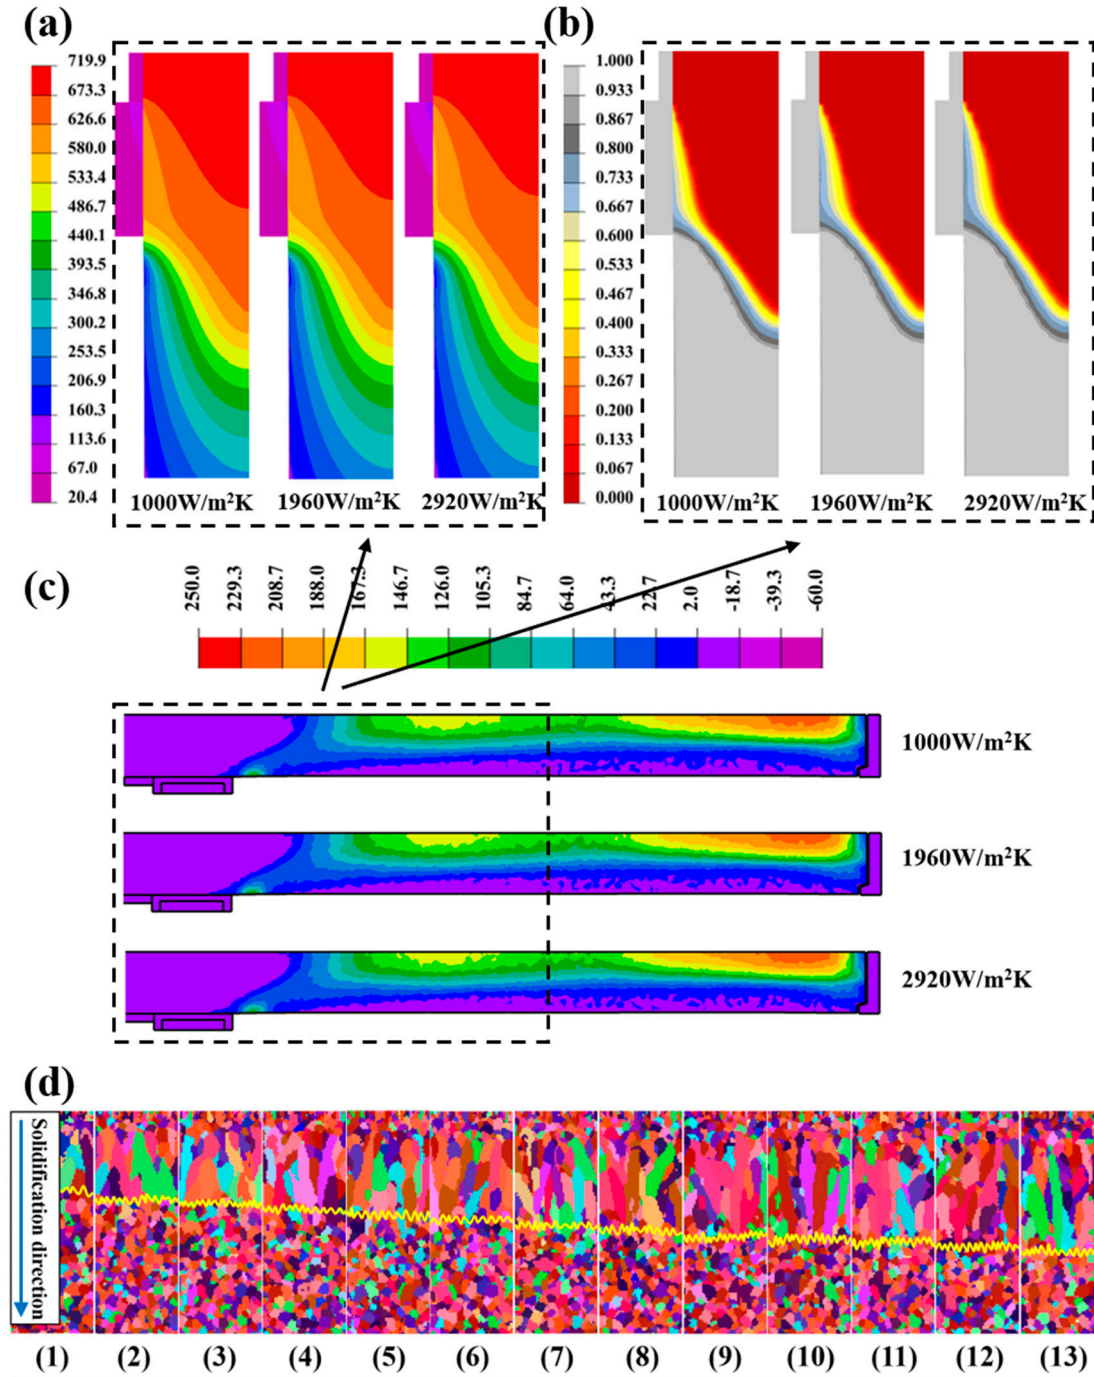 (a)
719.9
673.3
626.6
580.0
533.4
486.7
440.1
393.5
346.8
300.2
253.5
206.9
160.3
113.6
67.0
20.4
1000W/m²K 1960W/m²K 2920W/m²K
(b)
1.000
0.933
0.867
0.800
0.733
0.667
0.600
0.533
0.467
0.400
0.333
0.267
0.200
0.133
0.067
0.000
1000W/m²K 1960W/m²K 2920W/m²K
(c)
250.0 229.3 208.7 188.0 167.3 146.7 126.0 105.3 84.7 64.0 43.3 22.7 2.0 -18.7 -39.3 -60.0
1000W/m²K
1960W/m²K
2920W/m²K
(d)
Solidification direction
(1) (2) (3) (4) (5) (6) (7) (8) (9) (10) (11) (12) (13)